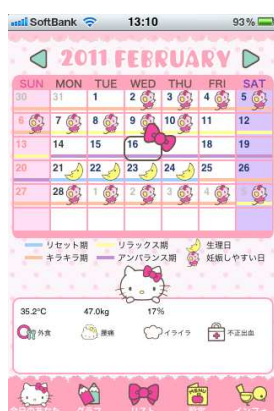 SoftBank 13:10 93%
2011 FEBRUARY
SUN MON TUE WED THU FRI SAT
30 31 1 2 3 4 5
6 7 8 9 10 11 12
13 14 15 16 17 18 19
20 21 22 23 24 25 26
27 28 1 2 3 4 5
リセット期 リラックス期 生理日
キラキラ期 アンバランス期 妊娠しやすい日
35.2°C 47.0kg 17%
外食 腰痛 イライラ 不正出血
MENU